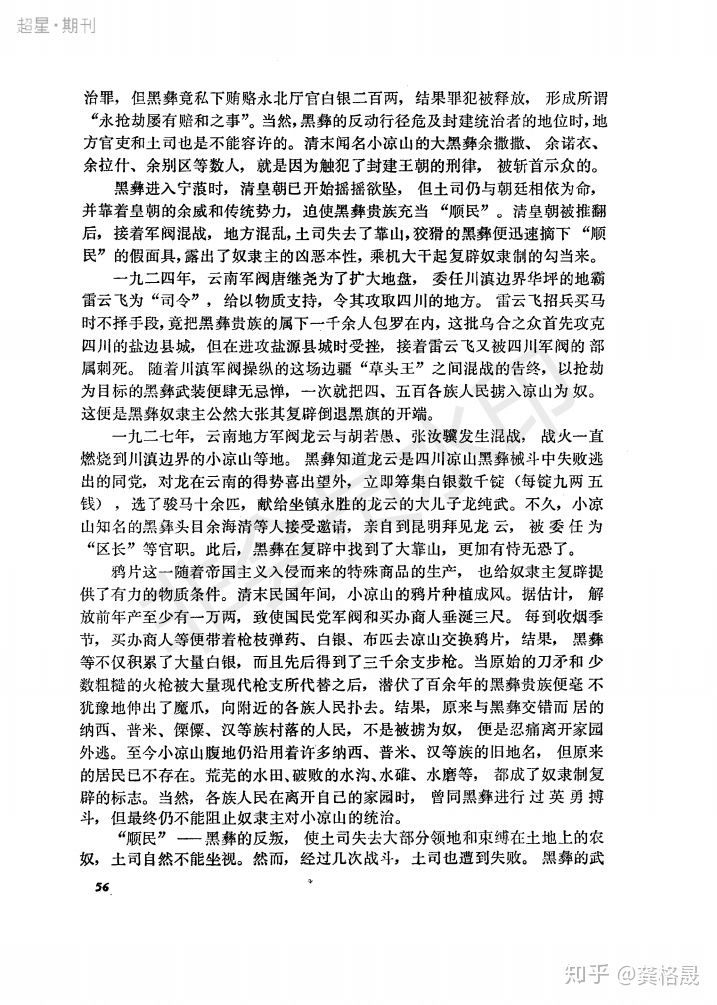 超星·期刊
治罪，但黑彝竟私下贿赂永北厅官白银二百两，结果罪犯被释放，形成所谓
“永抢劫屡有赔和之事”。当然，黑彝的反动行径危及封建统治者的地位时，地
方官吏和土司也是不能容许的。清末闻名小凉山的大黑彝余撒撒、余诺衣、
余拉什、余别区等数人，就是因为触犯了封建王朝的刑律，被斩首示众的。
黑彝进入宁蒗时，清皇朝已开始摇摇欲坠，但土司仍与朝廷相依为命，
并靠着皇朝的余威和传统势力，迫使黑彝贵族充当“顺民”。清皇朝被推翻
后，接着军阀混战，地方混乱，土司失去了靠山，狡猾的黑彝便迅速摘下“顺
民”的假面具，露出了奴隶主的凶恶本性，乘机大干起复辟奴隶制的勾当来。
一九二四年，云南军阀唐继尧为了扩大地盘，委任川滇边界华坪的地霸
雷云飞为“司令”，给以物质支持，令其攻取四川的地方。雷云飞招兵买马
时不择手段，竟把黑彝贵族的属下一千余人包罗在内，这批乌合之众首先攻克
四川的盐边县城，但在进攻盐源县城时受挫，接着雷云飞又被四川军阀的部
属刺死。随着川滇军阀操纵的这场边疆“草头王”之间混战的告终，以抢劫
为目标的黑彝武装便肆无忌惮，一次就把四、五百各族人民掳入凉山为奴。
这便是黑彝奴隶主公然大张其复辟倒退黑旗的开端。
一九二七年，云南地方军阀龙云与胡若愚、张汝骥发生混战，战火一直
燃烧到川滇边界的小凉山等地。黑彝知道龙云是四川凉山黑彝械斗中失败逃
出的同党，对龙在云南的得势喜出望外，立即筹集白银数千锭（每锭九两五
钱），选了骏马十余匹，献给坐镇永胜的龙云的大儿子龙纯武。不久，小凉
山知名的黑彝头目余海清等人接受邀请，亲自到昆明拜见龙云，被委任为
“区长”等官职。此后，黑彝在复辟中找到了大靠山，更加有恃无恐了。
鸦片这一随着帝国主义入侵而来的特殊商品的生产，也给奴隶主复辟提
供了有力的物质条件。清末民国年间，小凉山的鸦片种植成风。据估计，解
放前年产至少有一万两，致使国民党军阀和买办商人垂涎三尺。每到收烟季
节，买办商人等便带着枪枝弹药、白银、布匹去凉山交换鸦片，结果，黑彝
等不仅积累了大量白银，而且先后得到了三千余支步枪。当原始的刀矛和少
数粗糙的火枪被大量现代枪支所代替之后，潜伏了百余年的黑彝贵族便毫不
犹豫地伸出了魔爪，向附近的各族人民扑去。结果，原来与黑彝交错而居的
纳西、普米、傈僳、汉等族村落的人民，不是被掳为奴，便是忍痛离开家园
外逃。至今小凉山腹地仍沿用着许多纳西、普米、汉等族的旧地名，但原来
的居民已不存在。荒芜的水田、破败的水沟、水碓、水磨等，都成了奴隶制复
辟的标志。当然，各族人民在离开自己的家园时，曾同黑彝进行过英勇搏
斗，但最终仍不能阻止奴隶主对小凉山的统治。
“顺民”——黑彝的反叛，使土司失去大部分领地和束缚在土地上的农
奴，土司自然不能坐视。然而，经过几次战斗，土司也遭到失败。黑彝的武
56
知乎 @龚格晟